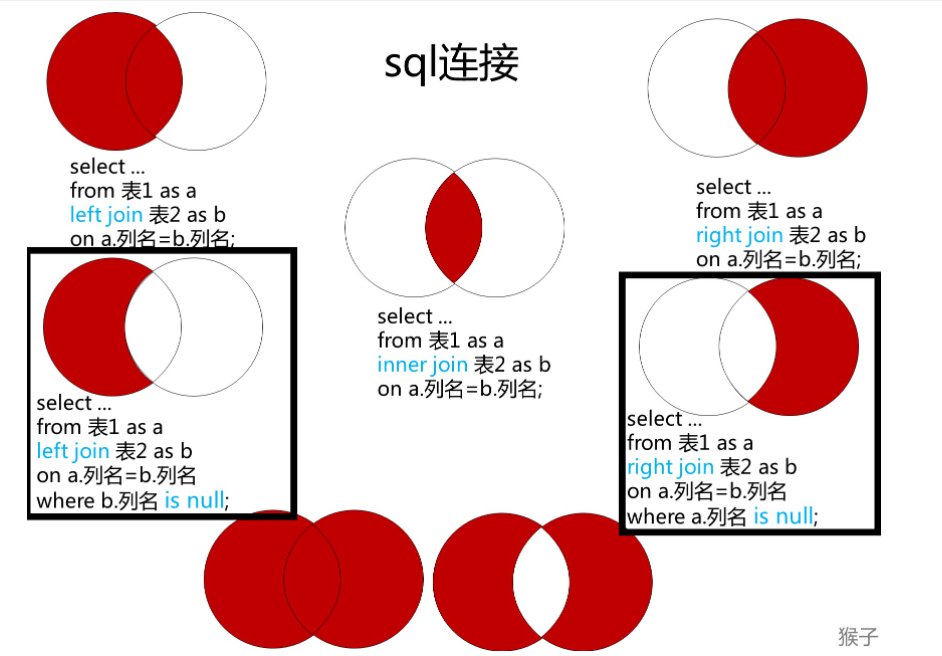 sql连接
select ...
from 表1 as a
left join 表2 as b
on a.列名=b.列名;
select ...
from 表1 as a
right join 表2 as b
on a.列名=b.列名;
select ...
from 表1 as a
inner join 表2 as b
on a.列名=b.列名;
select ...
from 表1 as a
left join 表2 as b
on a.列名=b.列名
where b.列名 is null;
select ...
from 表1 as a
right join 表2 as b
on a.列名=b.列名
where a.列名 is null;
猴子